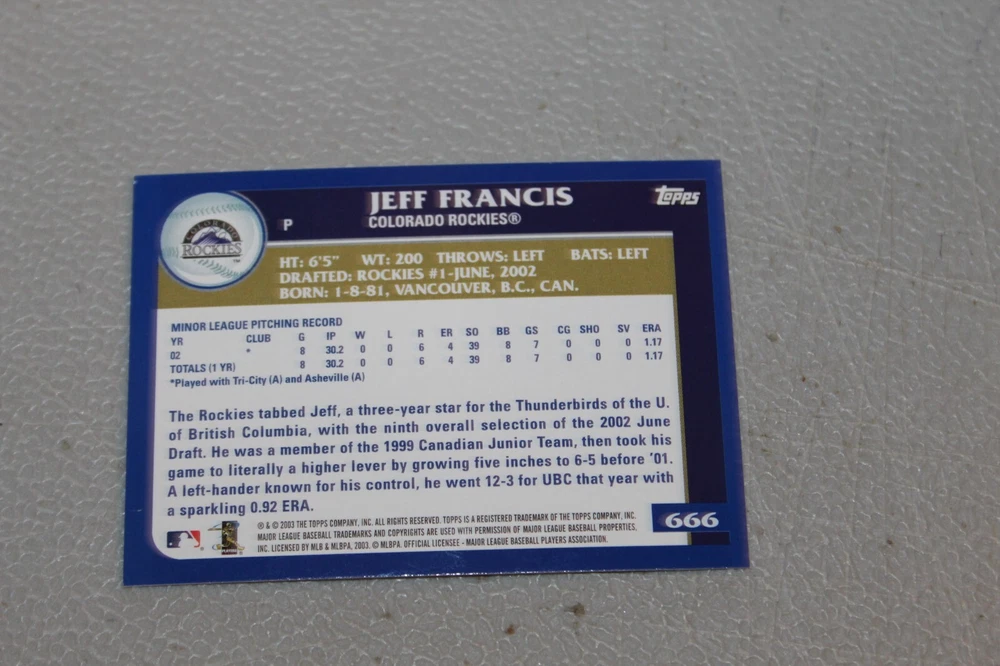 JEFF FRANCIS
topps
P
COLORADO ROCKIES®
COLORADO
ROCKIES
HT: 6'5" WT: 200 THROWS: LEFT BATS: LEFT
DRAFTED: ROCKIES #1-JUNE, 2002
BORN: 1-8-81, VANCOUVER, B.C., CAN.
MINOR LEAGUE PITCHING RECORD
YR CLUB G IP W L R ER SO BB GS CG SHO SV ERA
02 * 8 30.2 0 0 6 4 39 8 7 0 0 0 1.17
TOTALS (1 YR) 8 30.2 0 0 6 4 39 8 7 0 0 0 1.17
*Played with Tri-City (A) and Asheville (A)
The Rockies tabbed Jeff, a three-year star for the Thunderbirds of the U.
of British Columbia, with the ninth overall selection of the 2002 June
Draft. He was a member of the 1999 Canadian Junior Team, then took his
game to literally a higher lever by growing five inches to 6-5 before '01.
A left-hander known for his control, he went 12-3 for UBC that year with
a sparkling 0.92 ERA.
666
® & © 2003 THE TOPPS COMPANY, INC. ALL RIGHTS RESERVED. TOPPS IS A REGISTERED TRADEMARK OF THE TOPPS COMPANY, INC.
MAJOR LEAGUE BASEBALL TRADEMARKS AND COPYRIGHTS ARE USED WITH PERMISSION OF MAJOR LEAGUE BASEBALL PROPERTIES,
INC. LICENSED BY MLB & MLBPA, 2003. © MLBPA. OFFICIAL LICENSEE - MAJOR LEAGUE BASEBALL PLAYERS ASSOCIATION.